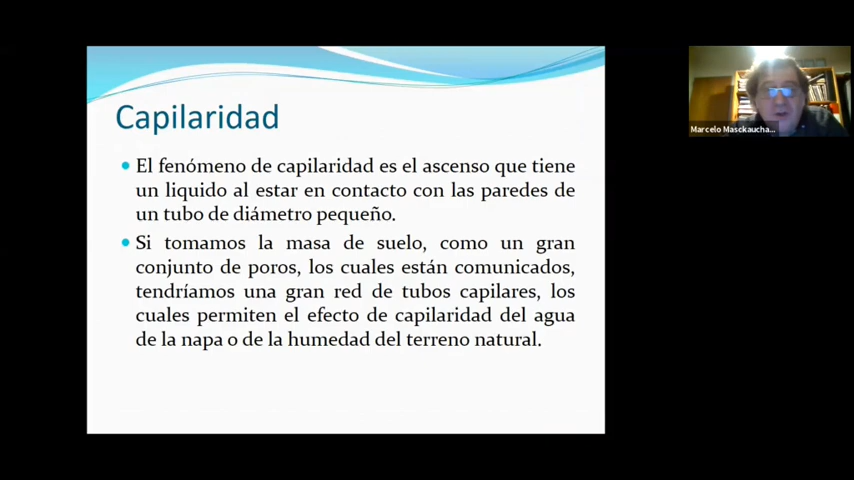 Capilaridad
El fenómeno de capilaridad es el ascenso que tiene
un liquido al estar en contacto con las paredes de
un tubo de diámetro pequeño.
Si tomamos la masa de suelo, como un gran
conjunto de poros, los cuales están comunicados,
tendríamos una gran red de tubos capilares, los
cuales permiten el efecto de capilaridad del agua
de la napa o de la humedad del terreno natural.
Marcelo Masckaucha...